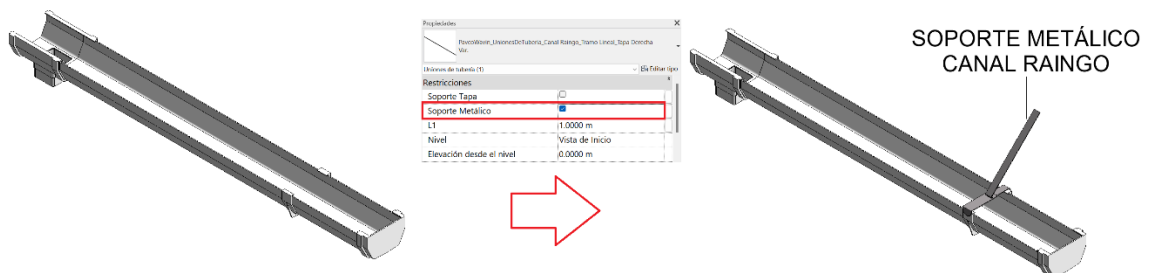 Propiedades
PavcoWavin_UnionesDeTuberia_Canal Raingo_Tramo Lineal_Tapa Derecha
Var.
Uniones de tubería (1)
Editar tipo
Restricciones
Soporte Tapa
Soporte Metálico
L1 1.0000 m
Nivel Vista de Inicio
Elevación desde el nivel 0.0000 m
SOPORTE METÁLICO
CANAL RAINGO